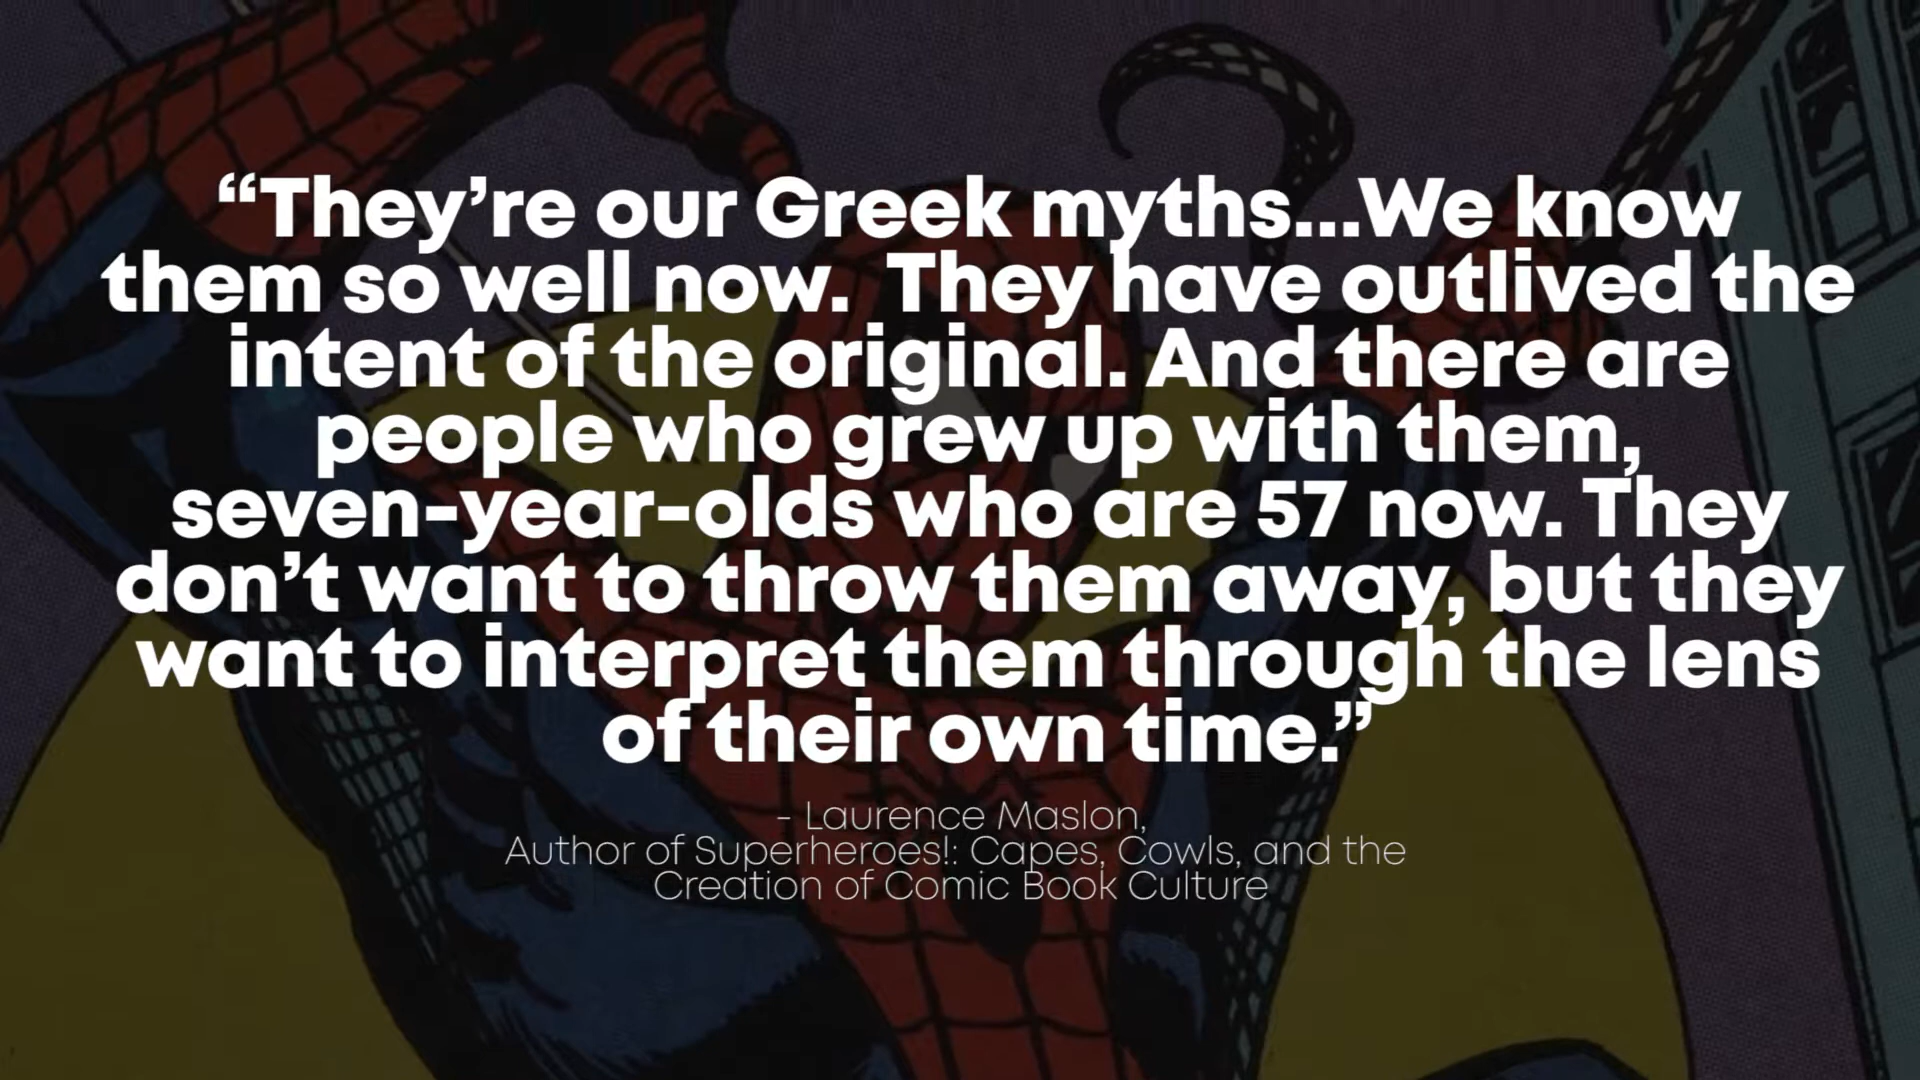 “They’re our Greek myths...We know
them so well now.  They have outlived the
intent of the original. And there are
people who grew up with them,
seven-year-olds who are 57 now. They
don’t want to throw them away, but they
want to interpret them through the lens
of their own time.”
- Laurence Maslon,
Author of Superheroes!: Capes, Cowls, and the
Creation of Comic Book Culture